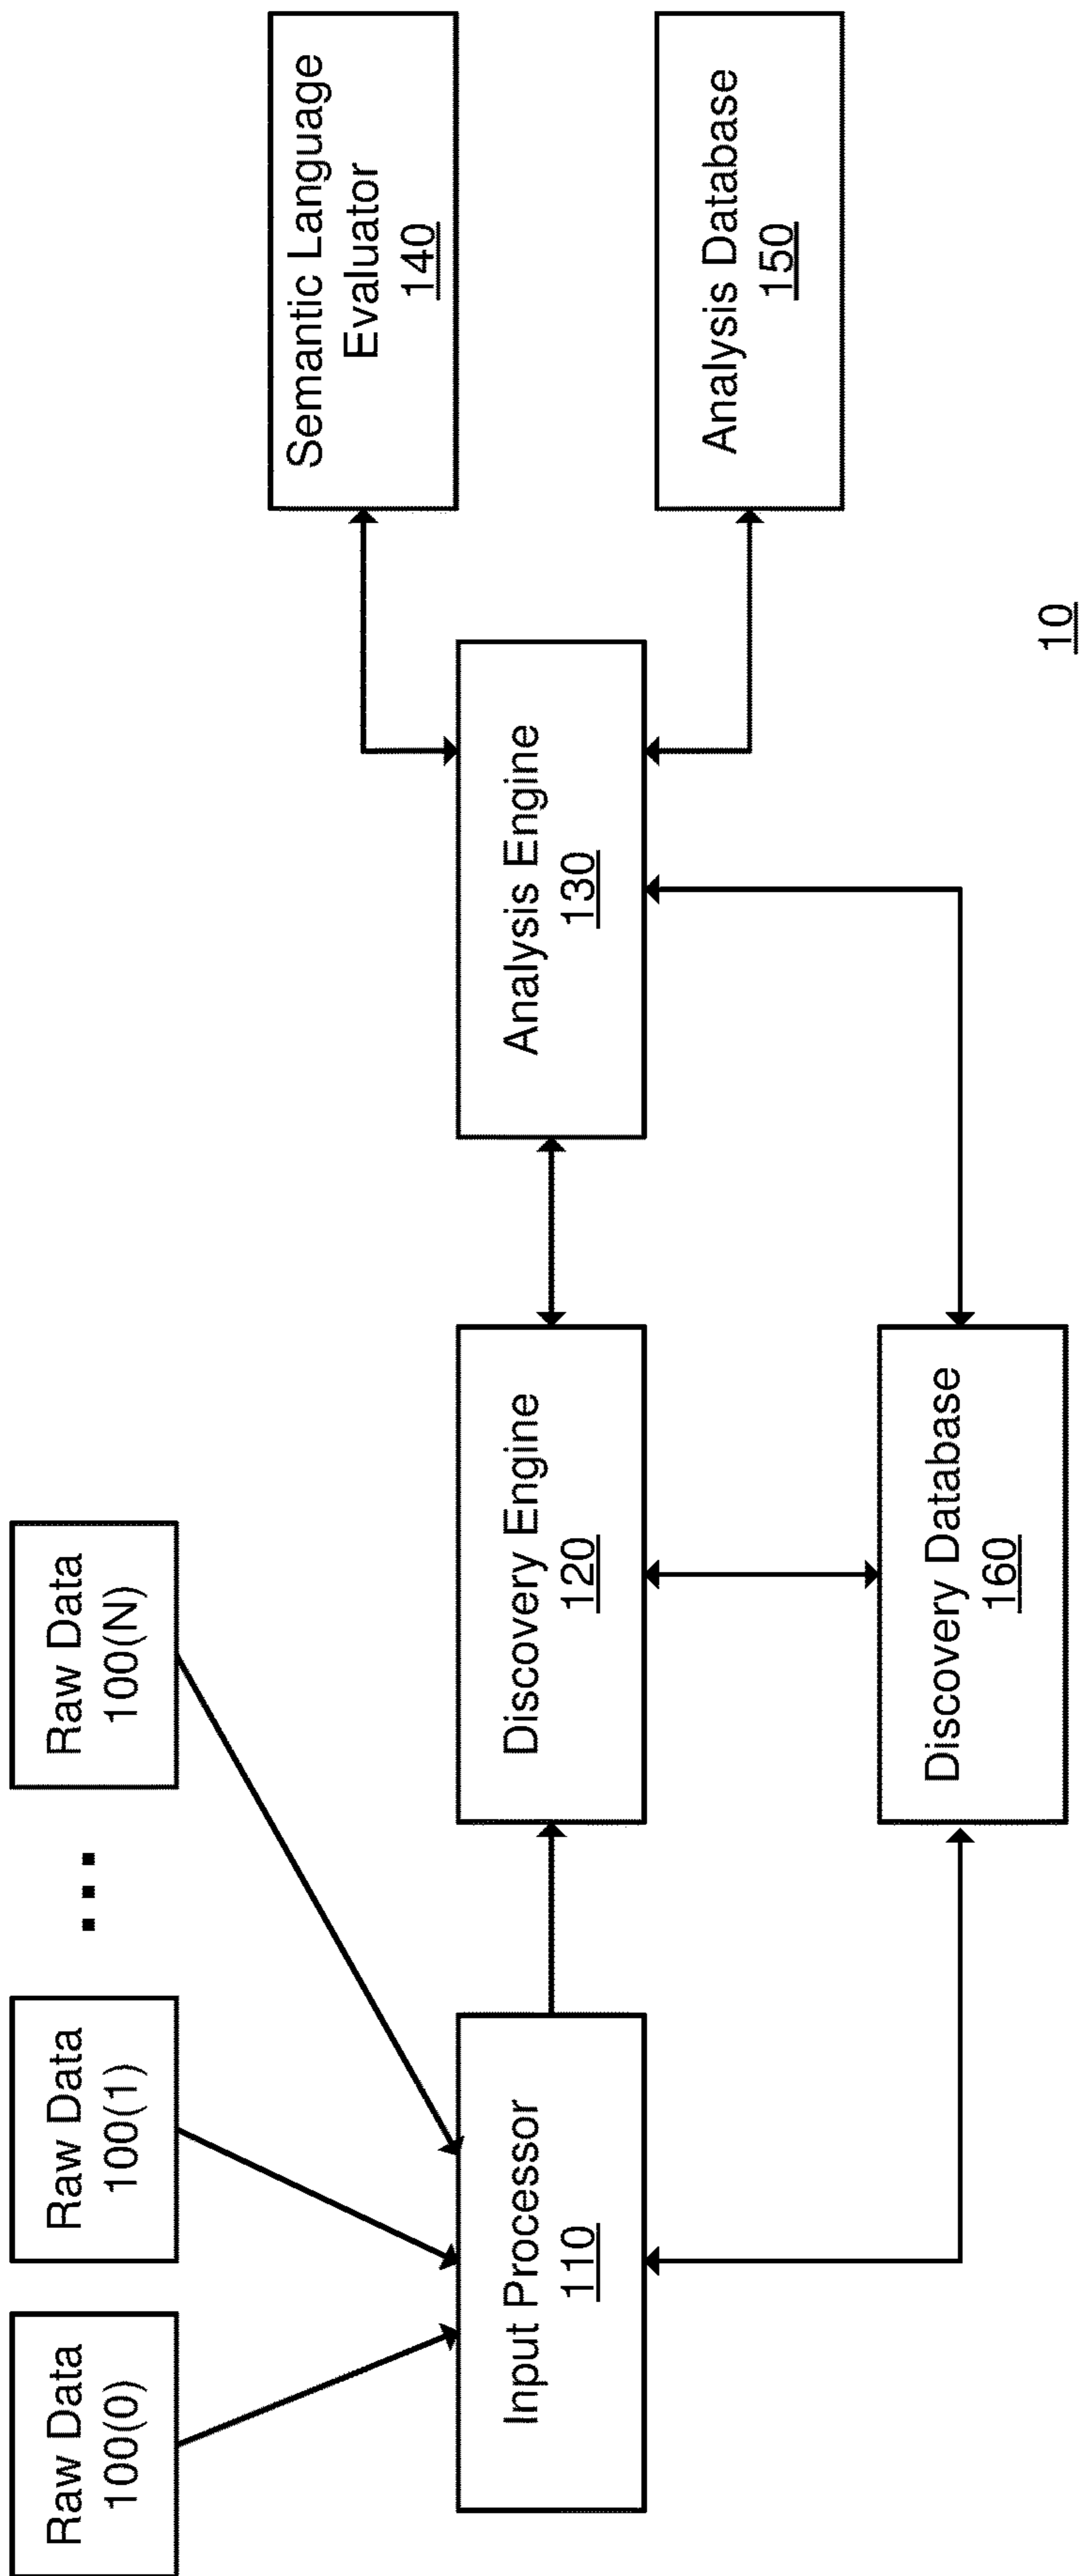 Raw Data
100(0)
Raw Data
100(1)
...
Raw Data
100(N)
Input Processor
110
Discovery Engine
120
Analysis Engine
130
Semantic Language
Evaluator
140
Analysis Database
150
Discovery Database
160
10